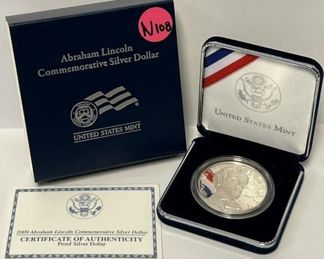 N108
Abraham Lincoln
Commemorative Silver Dollar
UNITED STATES MINT
UNITED STATES MINT
2009 Abraham Lincoln Commemorative Silver Dollar
CERTIFICATE OF AUTHENTICITY
Proof Silver Dollar